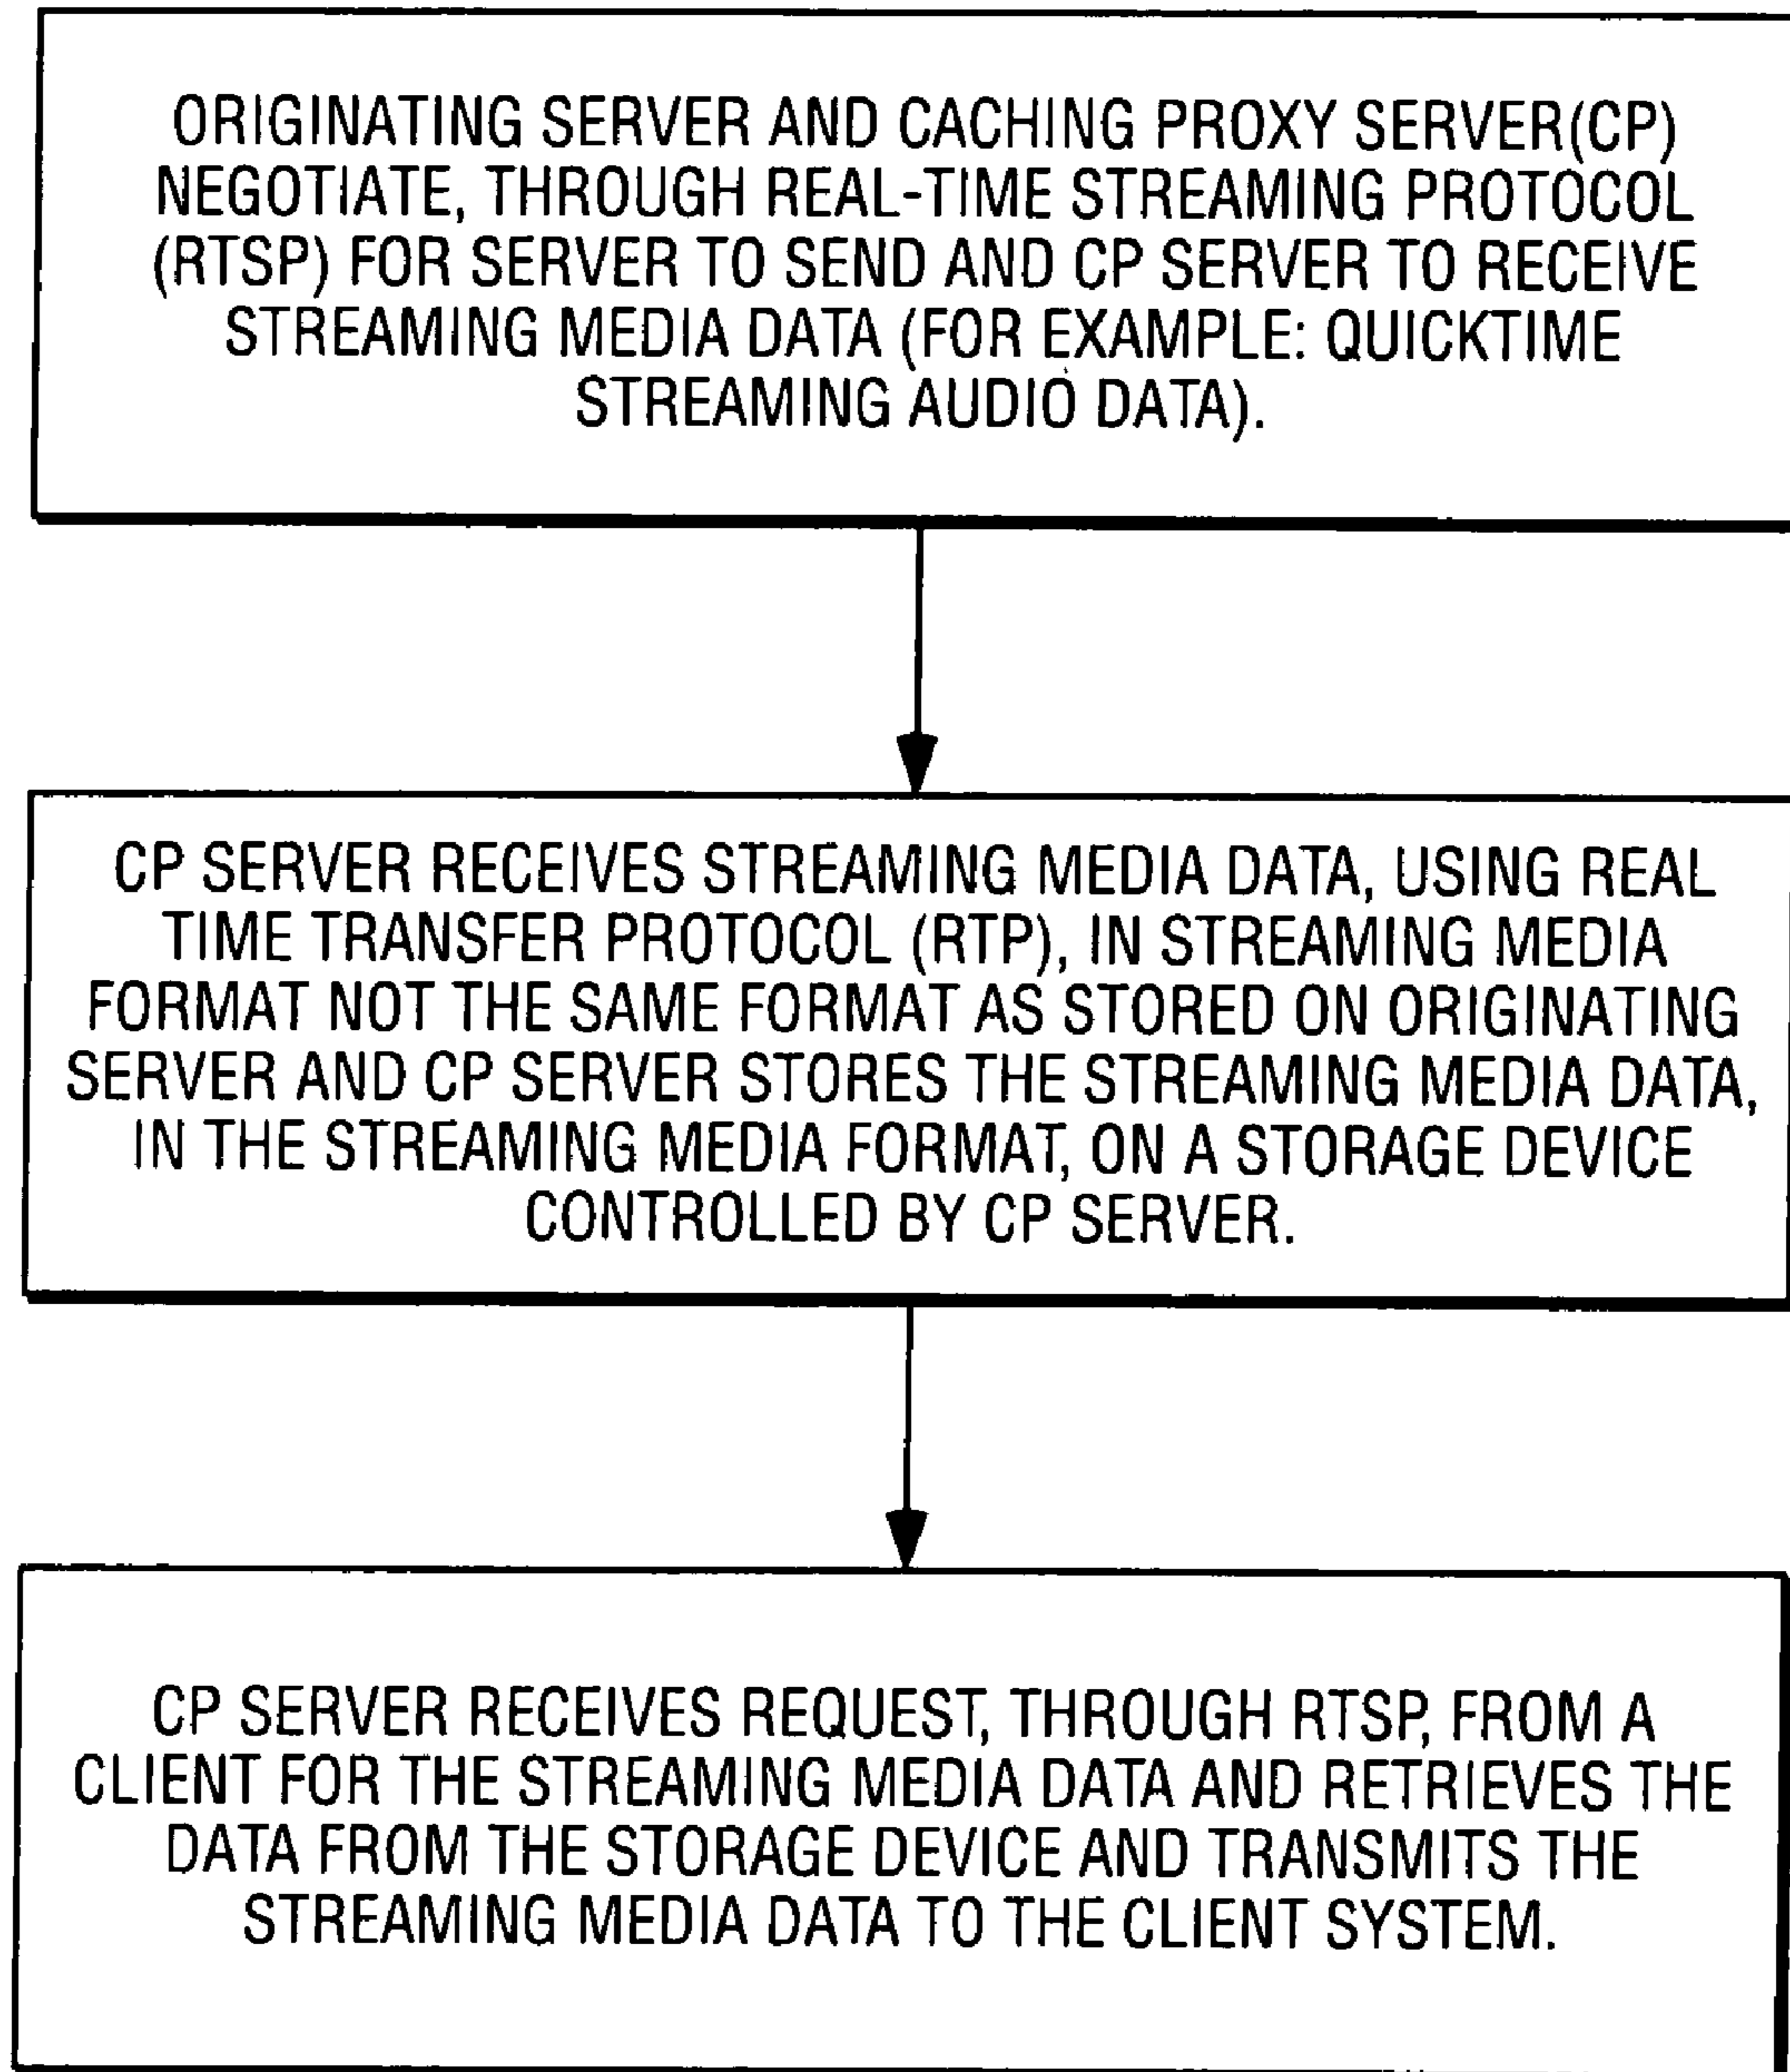 ORIGINATING SERVER AND CACHING PROXY SERVER(CP)
NEGOTIATE, THROUGH REAL-TIME STREAMING PROTOCOL
(RTSP) FOR SERVER TO SEND AND CP SERVER TO RECEIVE
STREAMING MEDIA DATA (FOR EXAMPLE: QUICKTIME
STREAMING AUDIO DATA).
CP SERVER RECEIVES STREAMING MEDIA DATA, USING REAL
TIME TRANSFER PROTOCOL (RTP), IN STREAMING MEDIA
FORMAT NOT THE SAME FORMAT AS STORED ON ORIGINATING
SERVER AND CP SERVER STORES THE STREAMING MEDIA DATA,
IN THE STREAMING MEDIA FORMAT, ON A STORAGE DEVICE
CONTROLLED BY CP SERVER.
CP SERVER RECEIVES REQUEST, THROUGH RTSP, FROM A
CLIENT FOR THE STREAMING MEDIA DATA AND RETRIEVES THE
DATA FROM THE STORAGE DEVICE AND TRANSMITS THE
STREAMING MEDIA DATA TO THE CLIENT SYSTEM.